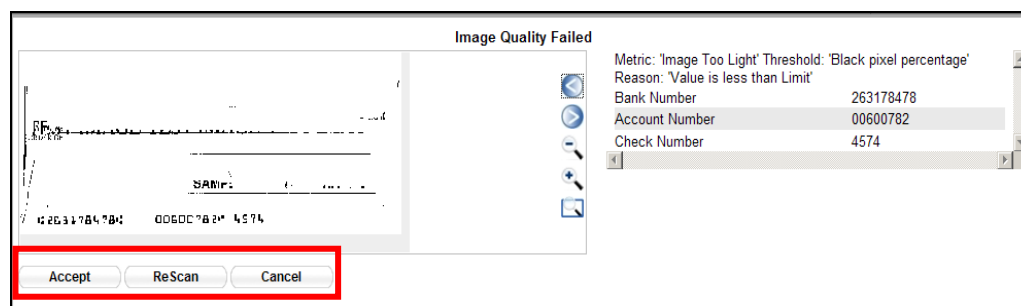 Image Quality Failed
Metric: 'Image Too Light' Threshold: 'Black pixel percentage'
Reason: 'Value is less than Limit'
Bank Number 263178478
Account Number 00600782
Check Number 4574
4574
Accept ReScan Cancel